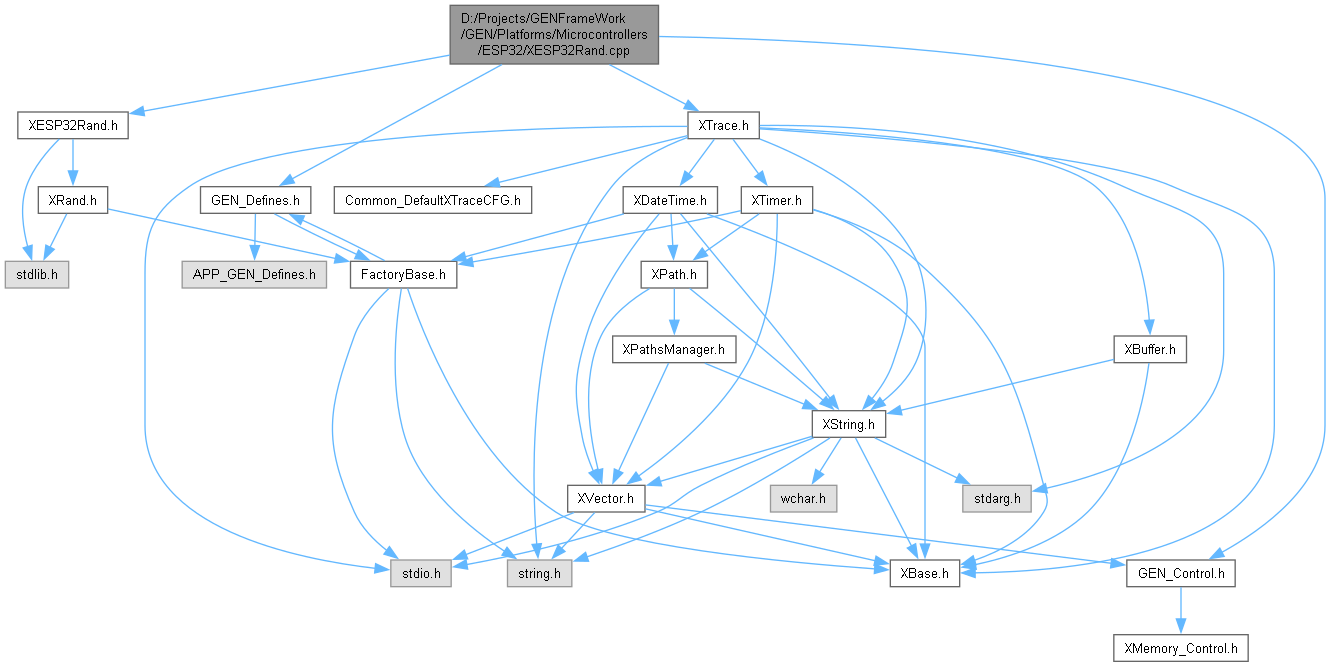 D:/Projects/GENFrameWork
/GEN/Platforms/Microcontrollers
/ESP32/XESP32Rand.cpp
XESP32Rand.h
XTrace.h
XRand.h
GEN_Defines.h
Common_DefaultXTraceCFG.h
XDateTime.h
XTimer.h
stdlib.h
APP_GEN_Defines.h
FactoryBase.h
XPath.h
XPathsManager.h
XBuffer.h
XString.h
XVector.h
wchar.h
stdarg.h
stdio.h
string.h
XBase.h
GEN_Control.h
XMemory_Control.h